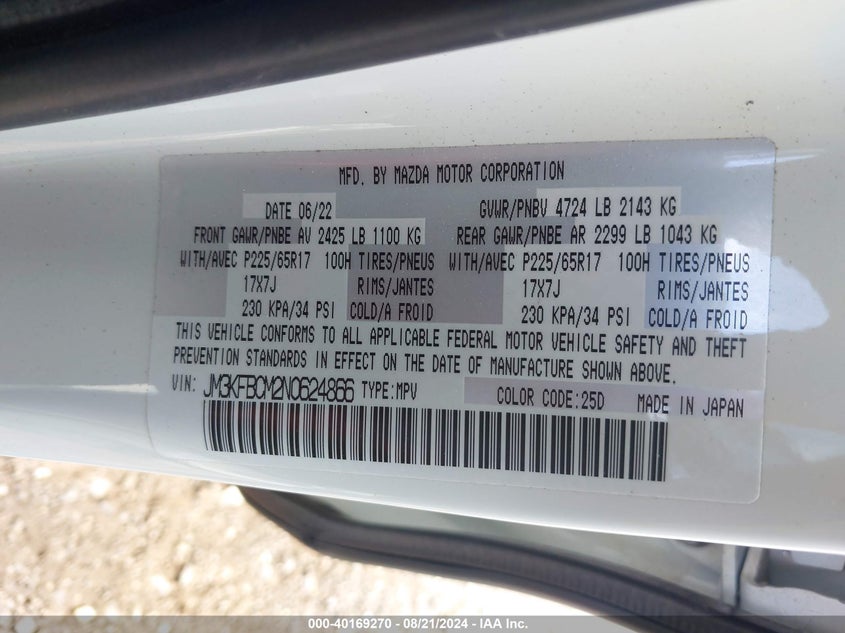 MFD. BY MAZDA MOTOR CORPORATION
DATE 06/22 GVWR/PNBV 4724 LB 2143 KG
FRONT GAWR/PNBE AV 2425 LB 1100 KG REAR GAWR/PNBE AR 2299 LB 1043 KG
WITH/AVEC P225/65R17 100H TIRES/PNEUS WITH/AVEC P225/65R17 100H TIRES/PNEUS
17X7J RIMS/JANTES 17X7J RIMS/JANTES
230 KPA/34 PSI COLD/A FROID 230 KPA/34 PSI COLD/A FROID
THIS VEHICLE CONFORMS TO ALL APPLICABLE FEDERAL MOTOR VEHICLE SAFETY AND THEFT
PREVENTION STANDARDS IN EFFECT ON THE DATE OF MANUFACTURE SHOWN ABOVE.
VIN: JM3KFBCM2N0624866 TYPE:MPV COLOR CODE:25D MADE IN JAPAN
000-40169270 - 08/21/2024 - IAA Inc.